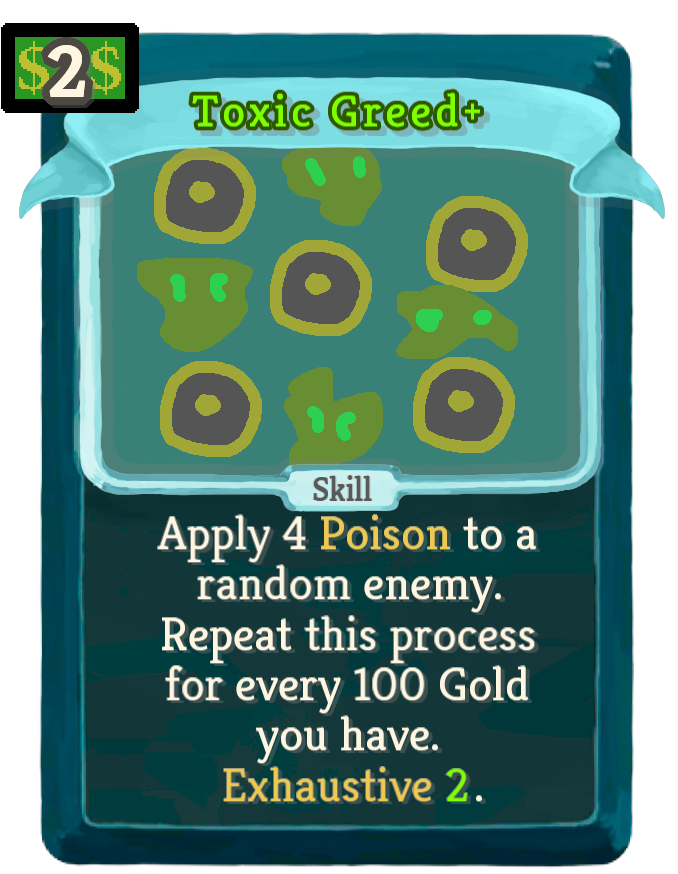 $2$
Toxic Greed+
Skill
Apply 4 Poison to a
random enemy.
Repeat this process
for every 100 Gold
you have.
Exhaustive 2.